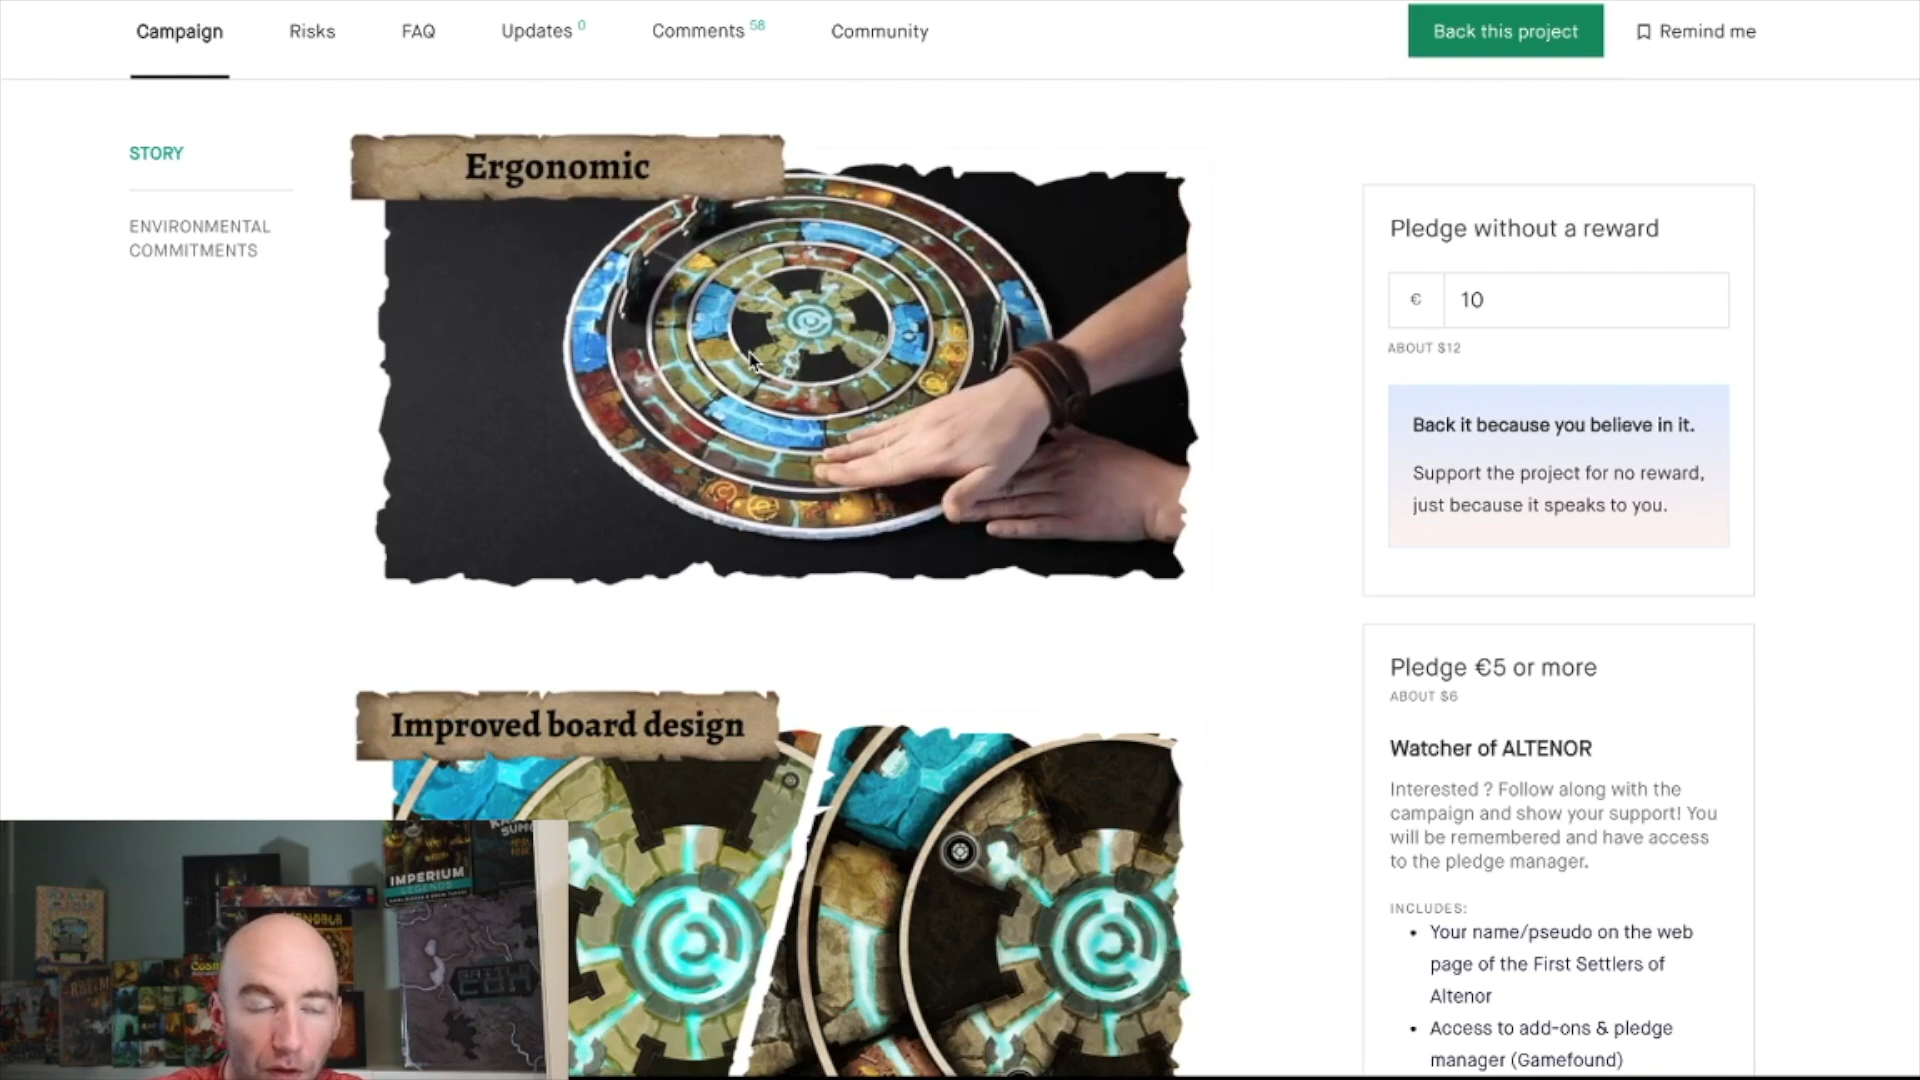 Campaign
Risks
FAQ
Updates 0
Comments 58
Community
Back this project
Remind me
STORY
ENVIRONMENTAL
COMMITMENTS
Ergonomic
Improved board design
Pledge without a reward
€ 10
ABOUT $12
Back it because you believe in it.
Support the project for no reward,
just because it speaks to you.
Pledge €5 or more
ABOUT $6
Watcher of ALTENOR
Interested ? Follow along with the
campaign and show your support! You
will be remembered and have access
to the pledge manager.
INCLUDES:
Your name/pseudo on the web
page of the First Settlers of
Altenor
Access to add-ons & pledge
manager (Gamefound)
IMPERIUM
LEGENDS